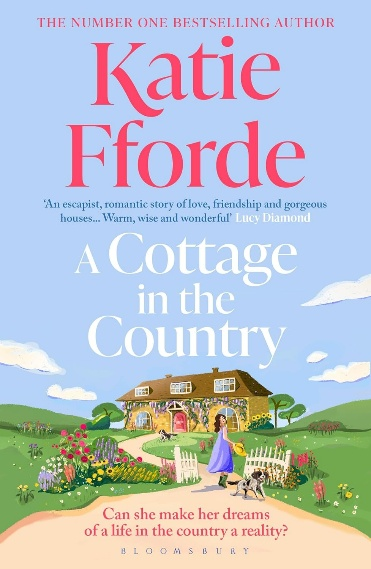 THE NUMBER ONE BESTSELLING AUTHOR
Katie
Fforde
‘An escapist, romantic story of love, friendship and gorgeous
houses... Warm, wise and wonderful’ Lucy Diamond
A Cottage
in the
Country
Can she make her dreams
of a life in the country a reality?
BLOOMSBURY